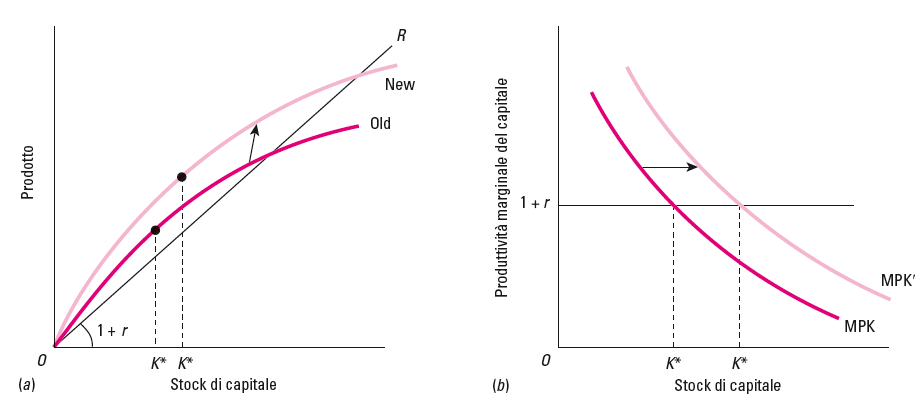 Prodotto
R
New
Old
1 + r
O
K* K*
(a)
Stock di capitale
Produttività marginale del capitale
1 + r
MPK'
MPK
O
K* K*
(b)
Stock di capitale